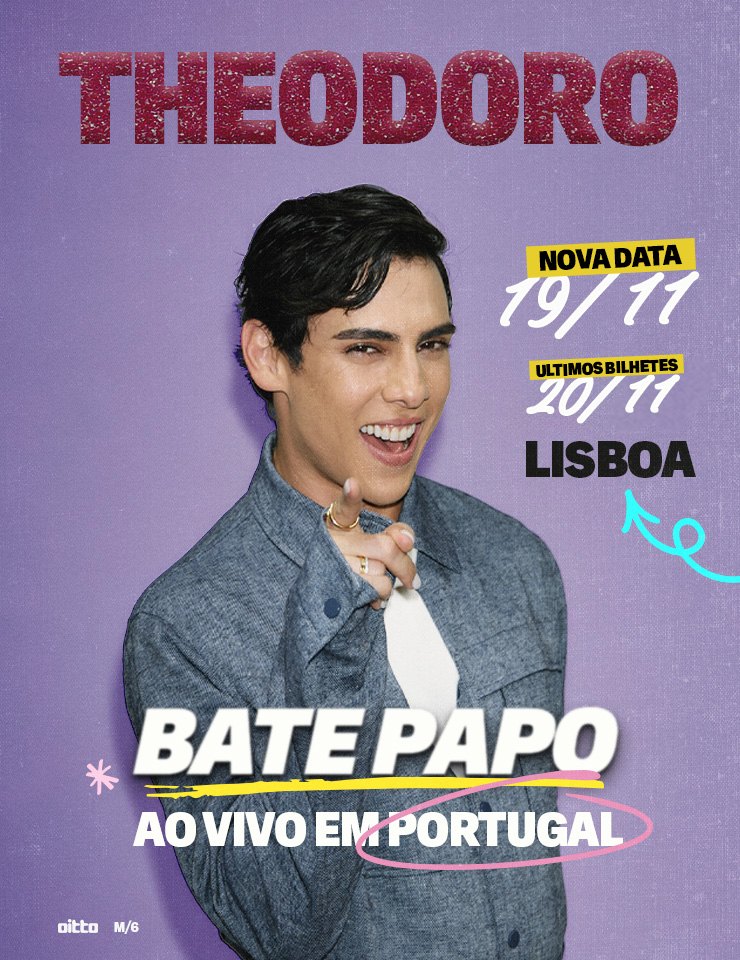 THEODORO
NOVA DATA
19/11
ULTIMOS BILHETES
20/11
LISBOA
BATE PAPO
AO VIVO EM PORTUGAL
oitto M/6